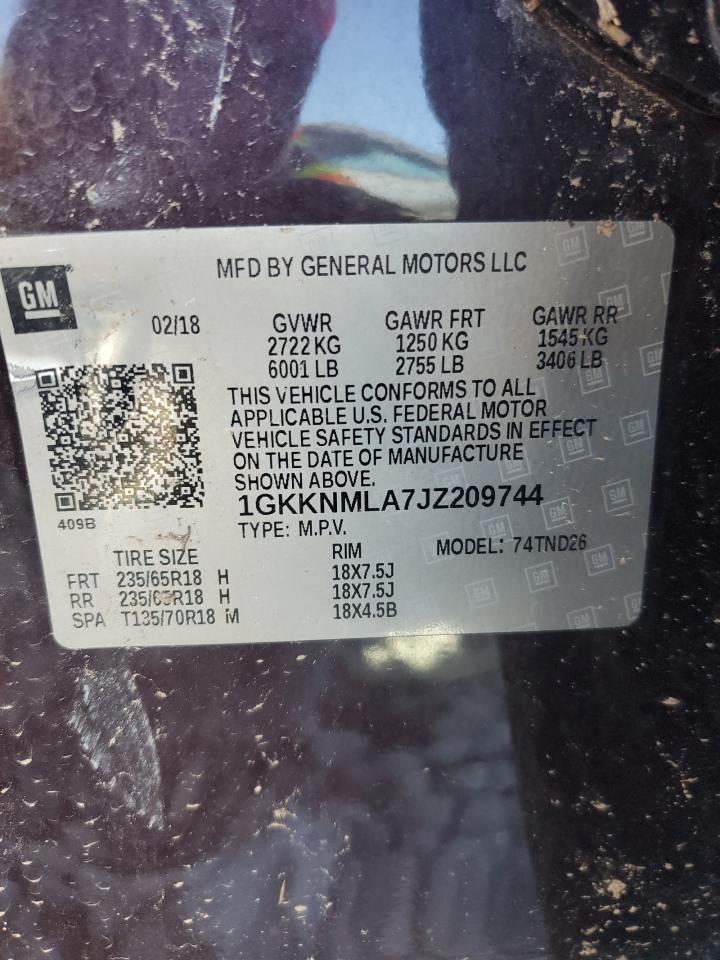 MFD BY GENERAL MOTORS LLC
GM
02/18 GVWR GAWR FRT GAWR RR
2722 KG 1250 KG 1545 KG
6001 LB 2755 LB 3406 LB
THIS VEHICLE CONFORMS TO ALL
APPLICABLE U.S. FEDERAL MOTOR
VEHICLE SAFETY STANDARDS IN EFFECT
ON THE DATE OF MANUFACTURE
SHOWN ABOVE.
1GKKNMLA7JZ209744
409B
TYPE: M.P.V.
MODEL: 74TND26
TIRE SIZE RIM
FRT 235/65R18 H 18X7.5J
RR 235/65R18 H 18X7.5J
SPA T135/70R18 M 18X4.5B